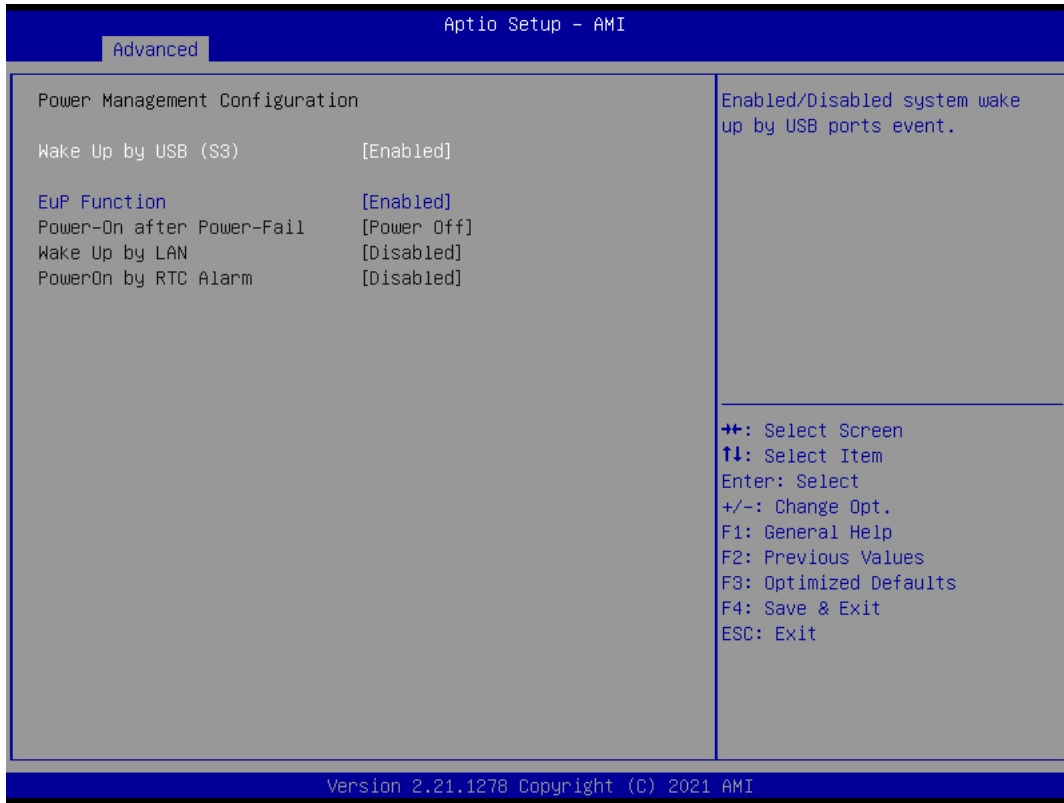 Aptio Setup – AMI
Advanced
Power Management Configuration
Wake Up by USB (S3) [Enabled]
EuP Function [Enabled]
Power-On after Power-Fail [Power Off]
Wake Up by LAN [Disabled]
PowerOn by RTC Alarm [Disabled]
Enabled/Disabled system wake
up by USB ports event.
→←: Select Screen
↑↓: Select Item
Enter: Select
+/-: Change Opt.
F1: General Help
F2: Previous Values
F3: Optimized Defaults
F4: Save & Exit
ESC: Exit
Version 2.21.1278 Copyright (C) 2021 AMI